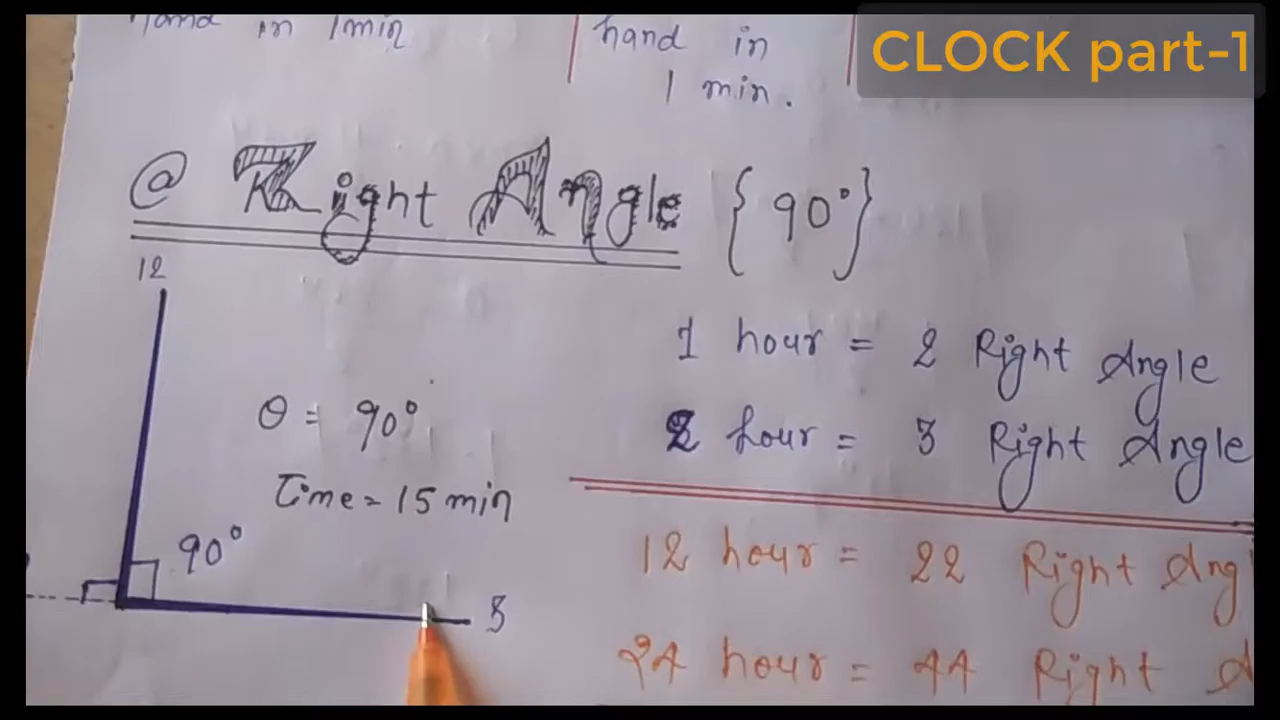 CLOCK part-1
hand in 1min
hand in
1 min.
@ Right Angle {90°}
12
θ = 90°
Time = 15 min
90°
3
1 hour = 2 Right Angle
2 hour = 3 Right Angle
12 hour = 22 Right Ang
24 hour = 44 Right A